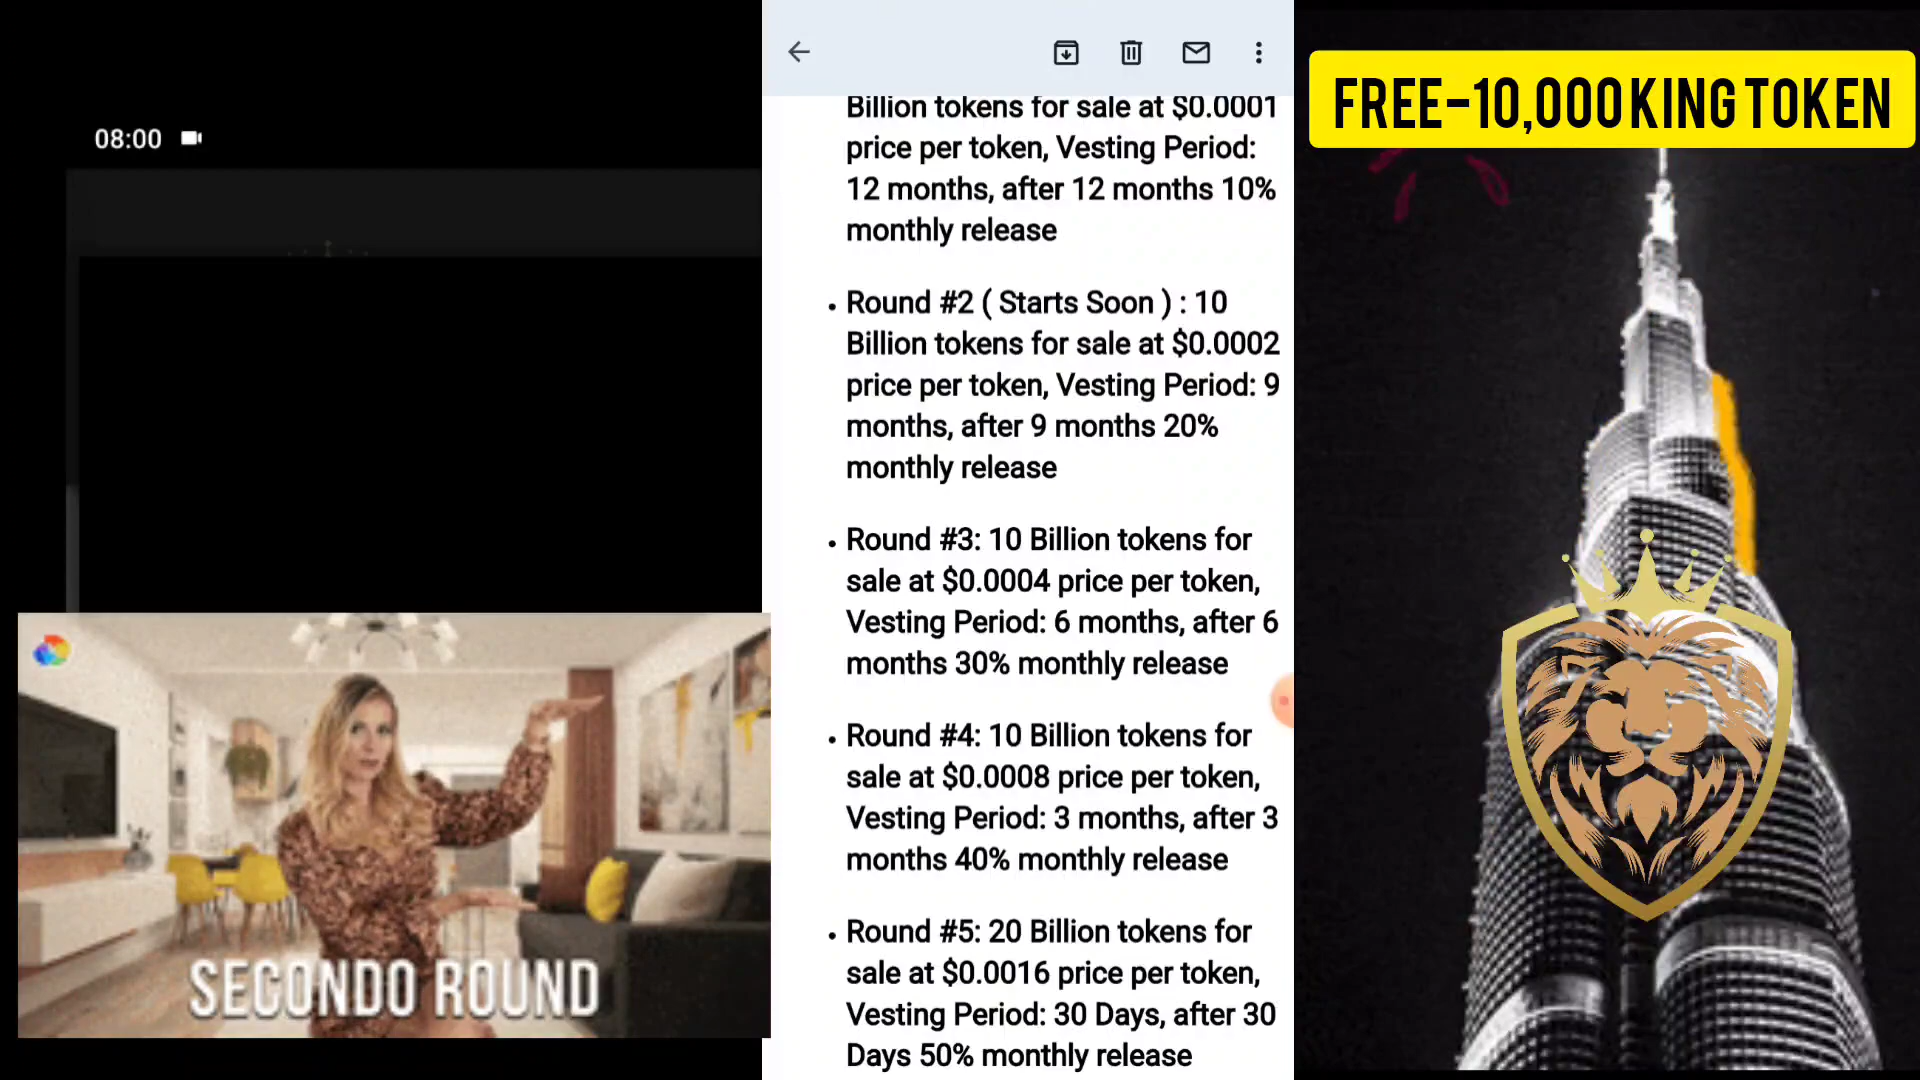 08:00
SECONDO ROUND
Billion tokens for sale at $0.0001
price per token, Vesting Period:
12 months, after 12 months 10%
monthly release
• Round #2 ( Starts Soon ) : 10
Billion tokens for sale at $0.0002
price per token, Vesting Period: 9
months, after 9 months 20%
monthly release
• Round #3: 10 Billion tokens for
sale at $0.0004 price per token,
Vesting Period: 6 months, after 6
months 30% monthly release
• Round #4: 10 Billion tokens for
sale at $0.0008 price per token,
Vesting Period: 3 months, after 3
months 40% monthly release
• Round #5: 20 Billion tokens for
sale at $0.0016 price per token,
Vesting Period: 30 Days, after 30
Days 50% monthly release
FREE-10,000 KING TOKEN